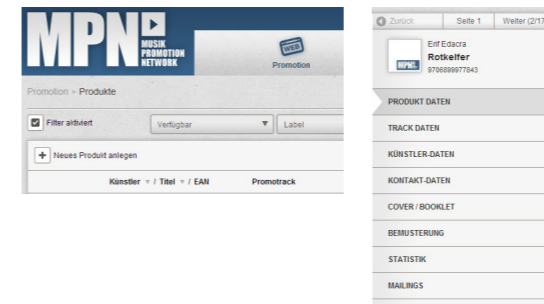 MPN
MUSIK
PROMOTION
NETWORK
WEB
Promotion
Promotion » Produkte
Filter aktiviert
Verfügbar
Label
Neues Produkt anlegen
Künstler / Titel / EAN
Promotrack
Zurück
Seite 1
Weiter (2/17
Erif Edacra
Rotkelfer
MPN
9706899977843
PRODUKT DATEN
TRACK DATEN
KÜNSTLER-DATEN
KONTAKT-DATEN
COVER / BOOKLET
BEMUSTERUNG
STATISTIK
MAILINGS